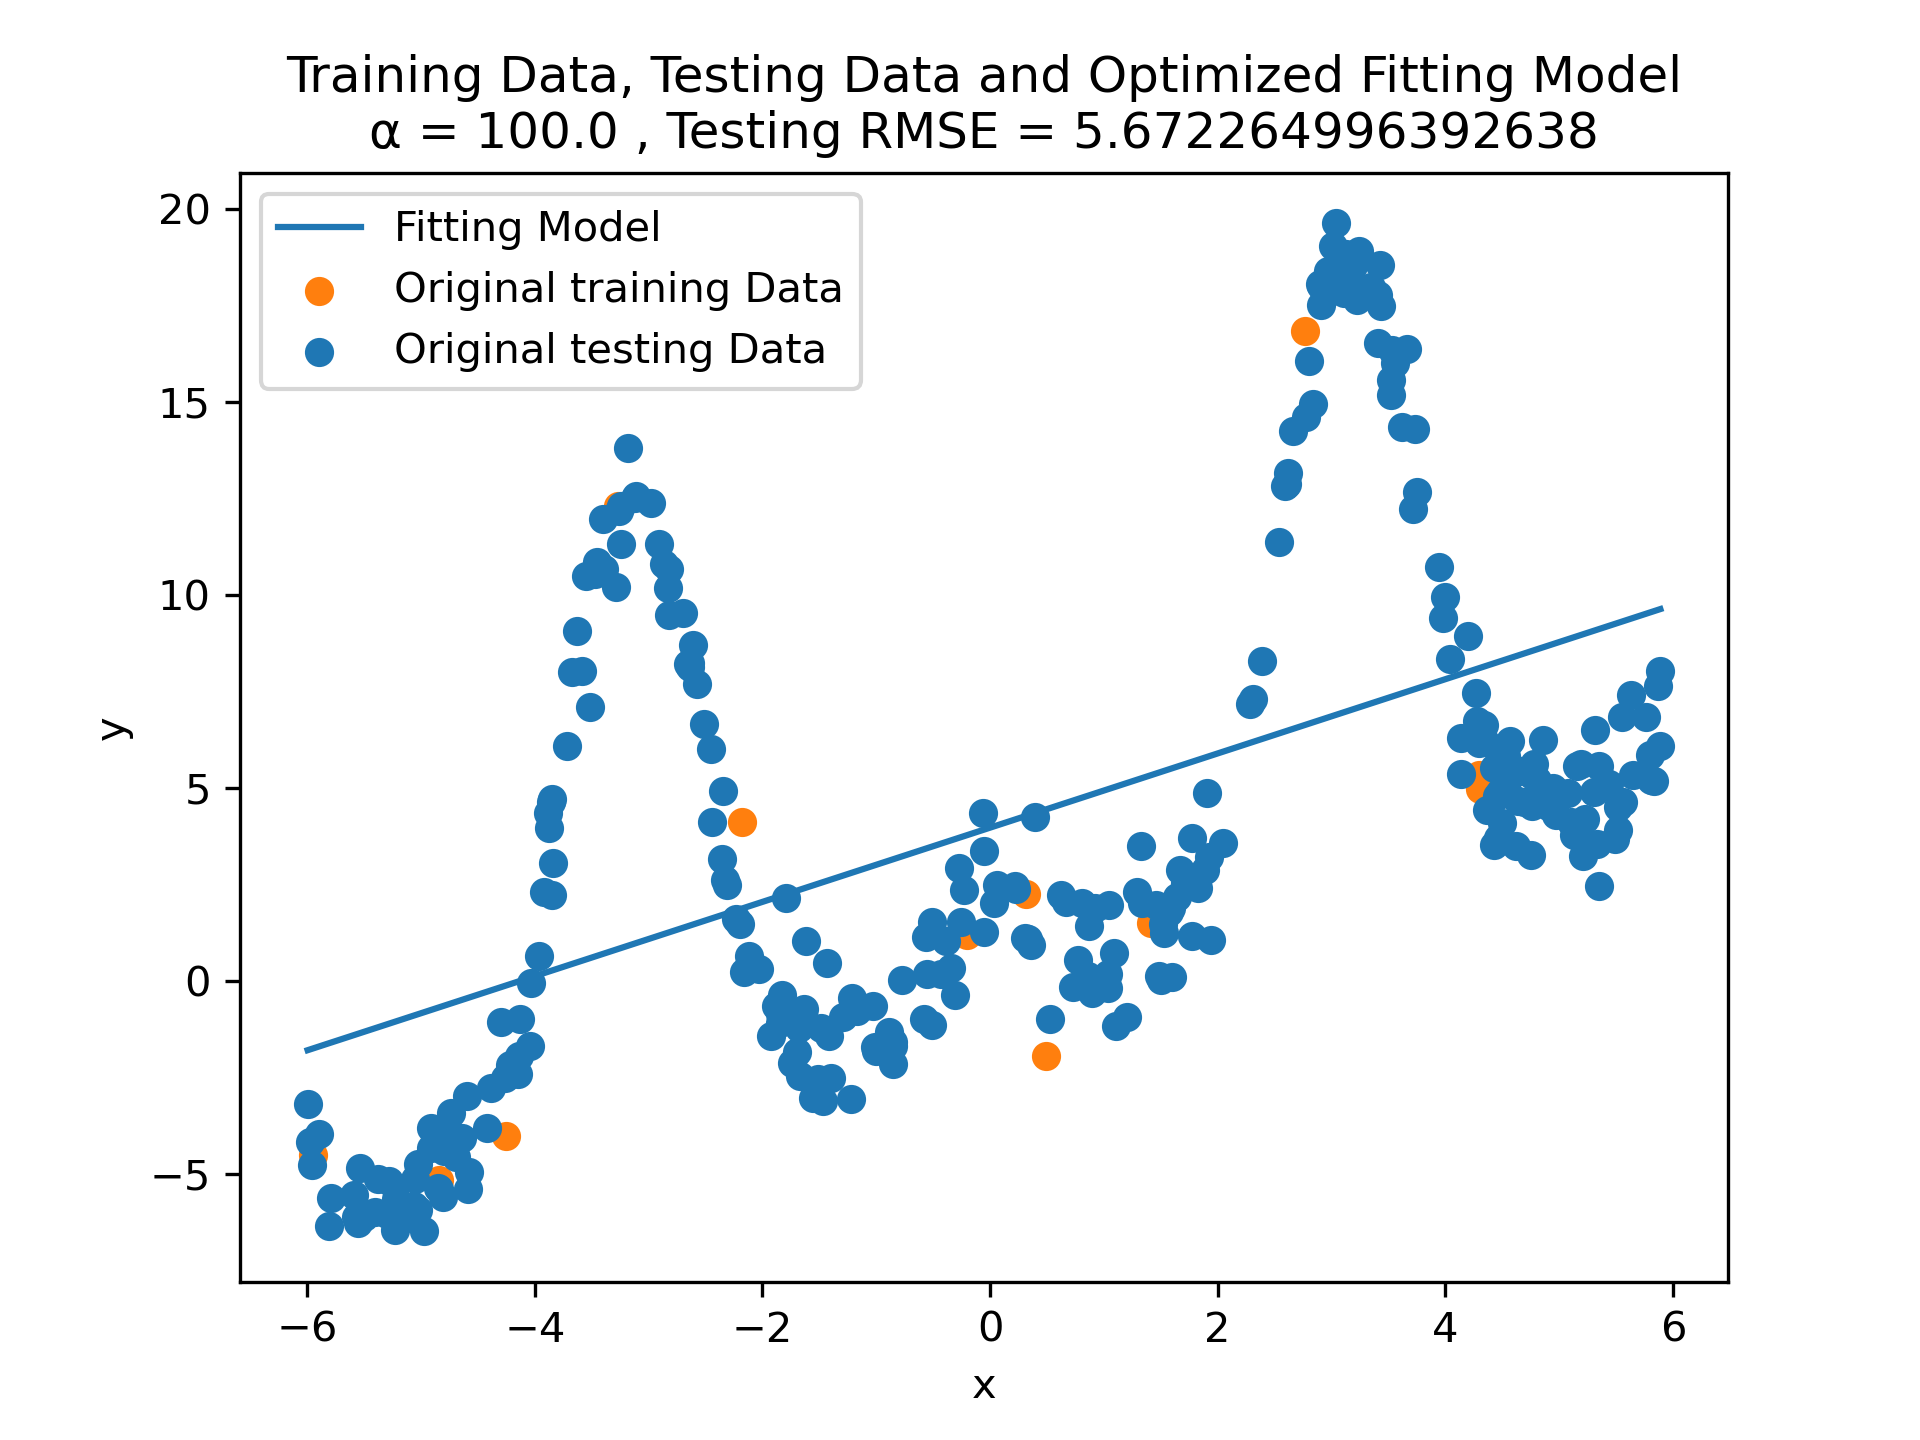 Training Data, Testing Data and Optimized Fitting Model
α = 100.0 , Testing RMSE = 5.672264996392638
Fitting Model
Original training Data
Original testing Data
20
15
10
5
0
−5
y
−6 −4 −2 0 2 4 6
x